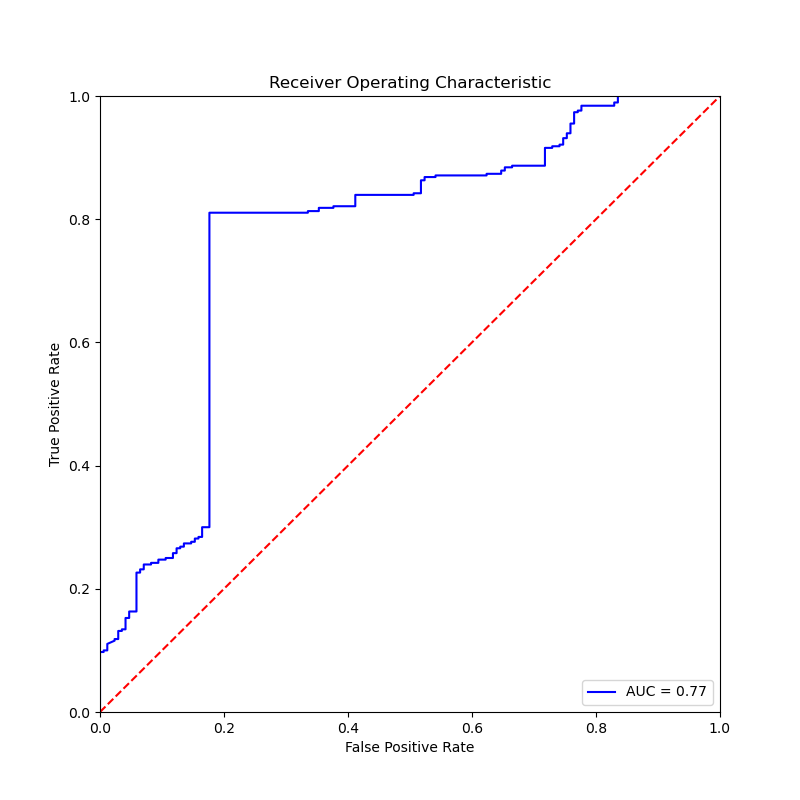 Receiver Operating Characteristic
True Positive Rate
1.0
0.8
0.6
0.4
0.2
0.0
AUC = 0.77
0.0 0.2 0.4 0.6 0.8 1.0
False Positive Rate